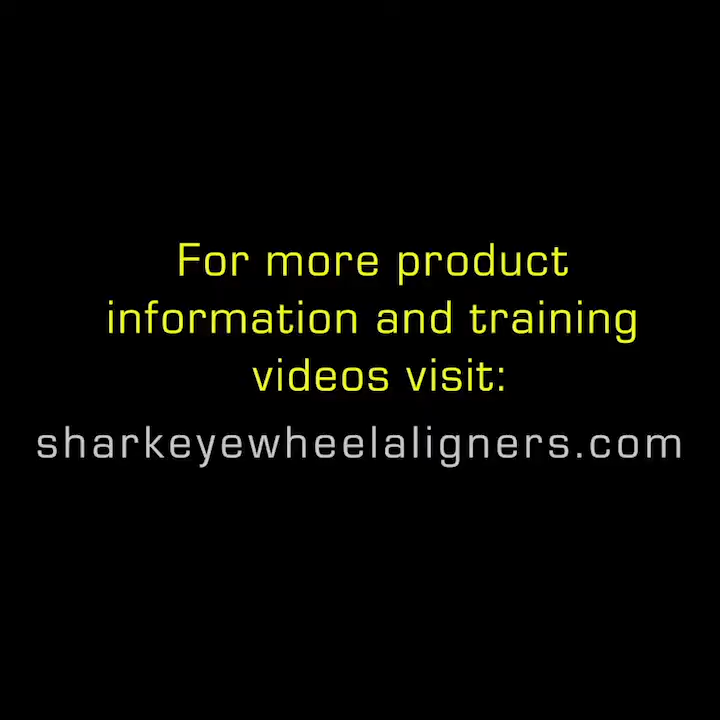 For more product
information and training
videos visit:
sharkeyewheelaligners.com